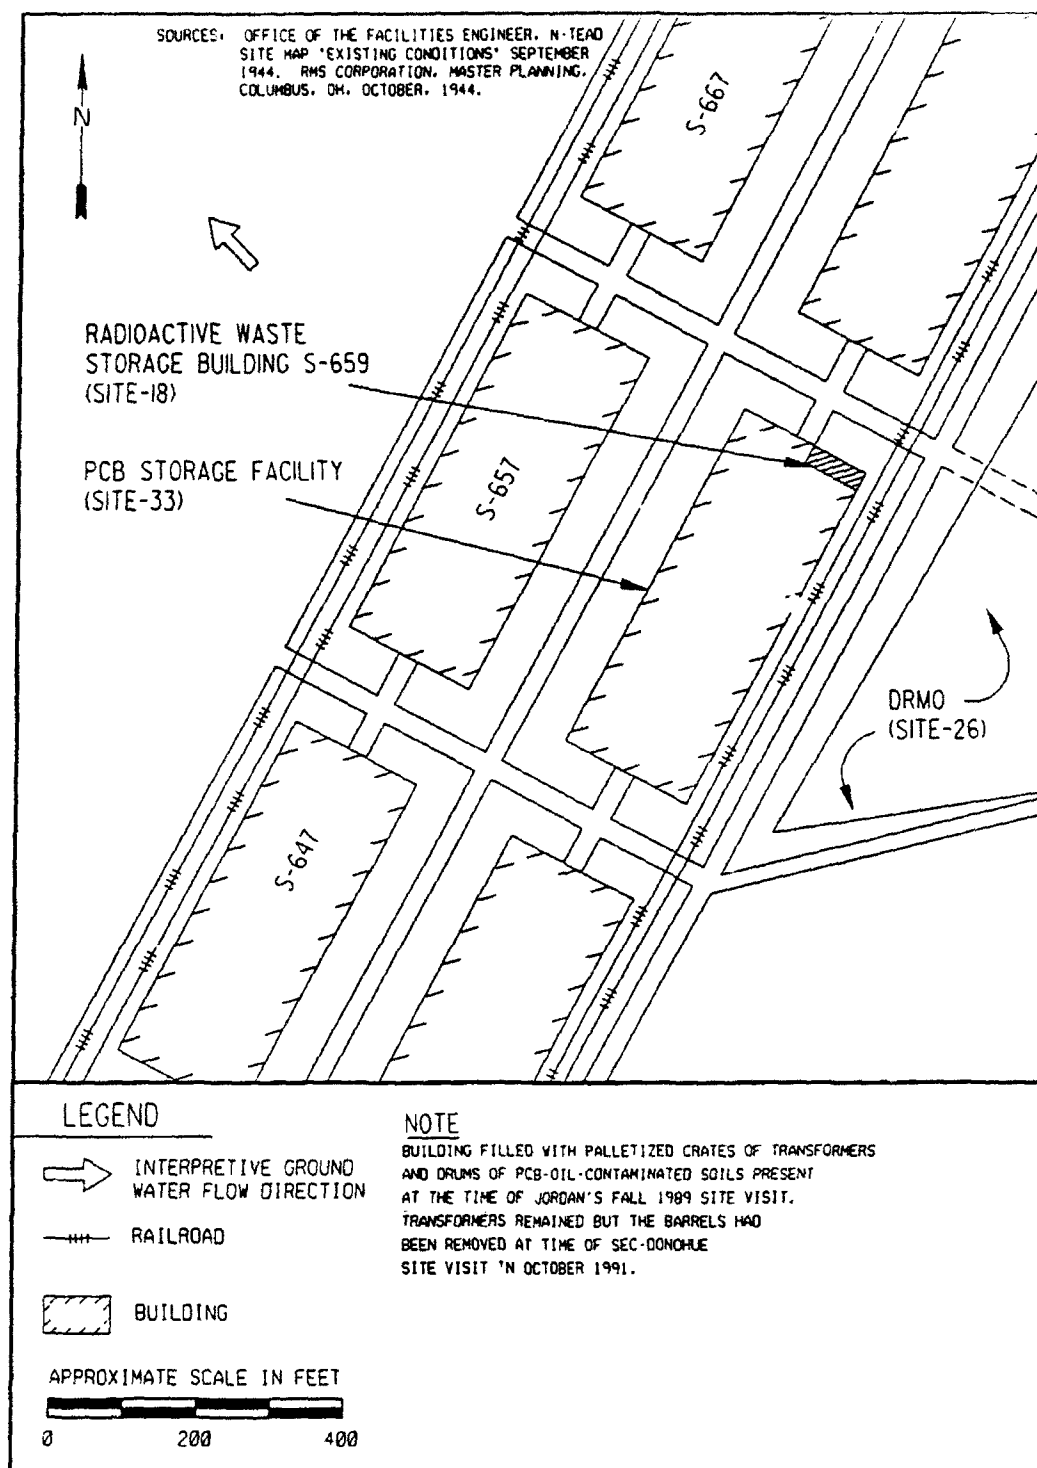 SOURCES: OFFICE OF THE FACILITIES ENGINEER, N-TEAD
SITE MAP "EXISTING CONDITIONS" SEPTEMBER
1944. RMS CORPORATION, MASTER PLANNING,
COLUMBUS, OH, OCTOBER, 1944.
N
S-667
RADIOACTIVE WASTE
STORAGE BUILDING S-659
(SITE-18)
PCB STORAGE FACILITY
(SITE-33)
S-657
DRMO
(SITE-26)
S-647
LEGEND
INTERPRETIVE GROUND
WATER FLOW DIRECTION
RAILROAD
BUILDING
APPROXIMATE SCALE IN FEET
0 200 400
NOTE
BUILDING FILLED WITH PALLETIZED CRATES OF TRANSFORMERS
AND DRUMS OF PCB-OIL-CONTAMINATED SOILS PRESENT
AT THE TIME OF JORDAN'S FALL 1989 SITE VISIT.
TRANSFORMERS REMAINED BUT THE BARRELS HAD
BEEN REMOVED AT TIME OF SEC-DONOHUE
SITE VISIT 'N OCTOBER 1991.